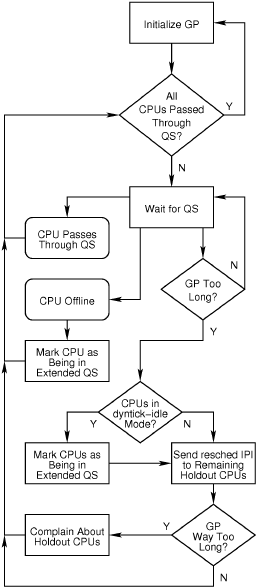 Initialize GP
All
CPUs Passed
Through
QS?
Y
N
Wait for QS
CPU Passes
Through QS
GP Too
Long?
N
Y
CPU Offline
Mark CPU as
Being in
Extended QS
CPUs in
dyntick-idle
Mode?
Y
N
Mark CPUs as
Being in
Extended QS
Send resched IPI
to Remaining
Holdout CPUs
Complain About
Holdout CPUs
Y
GP
Way Too
Long?
N